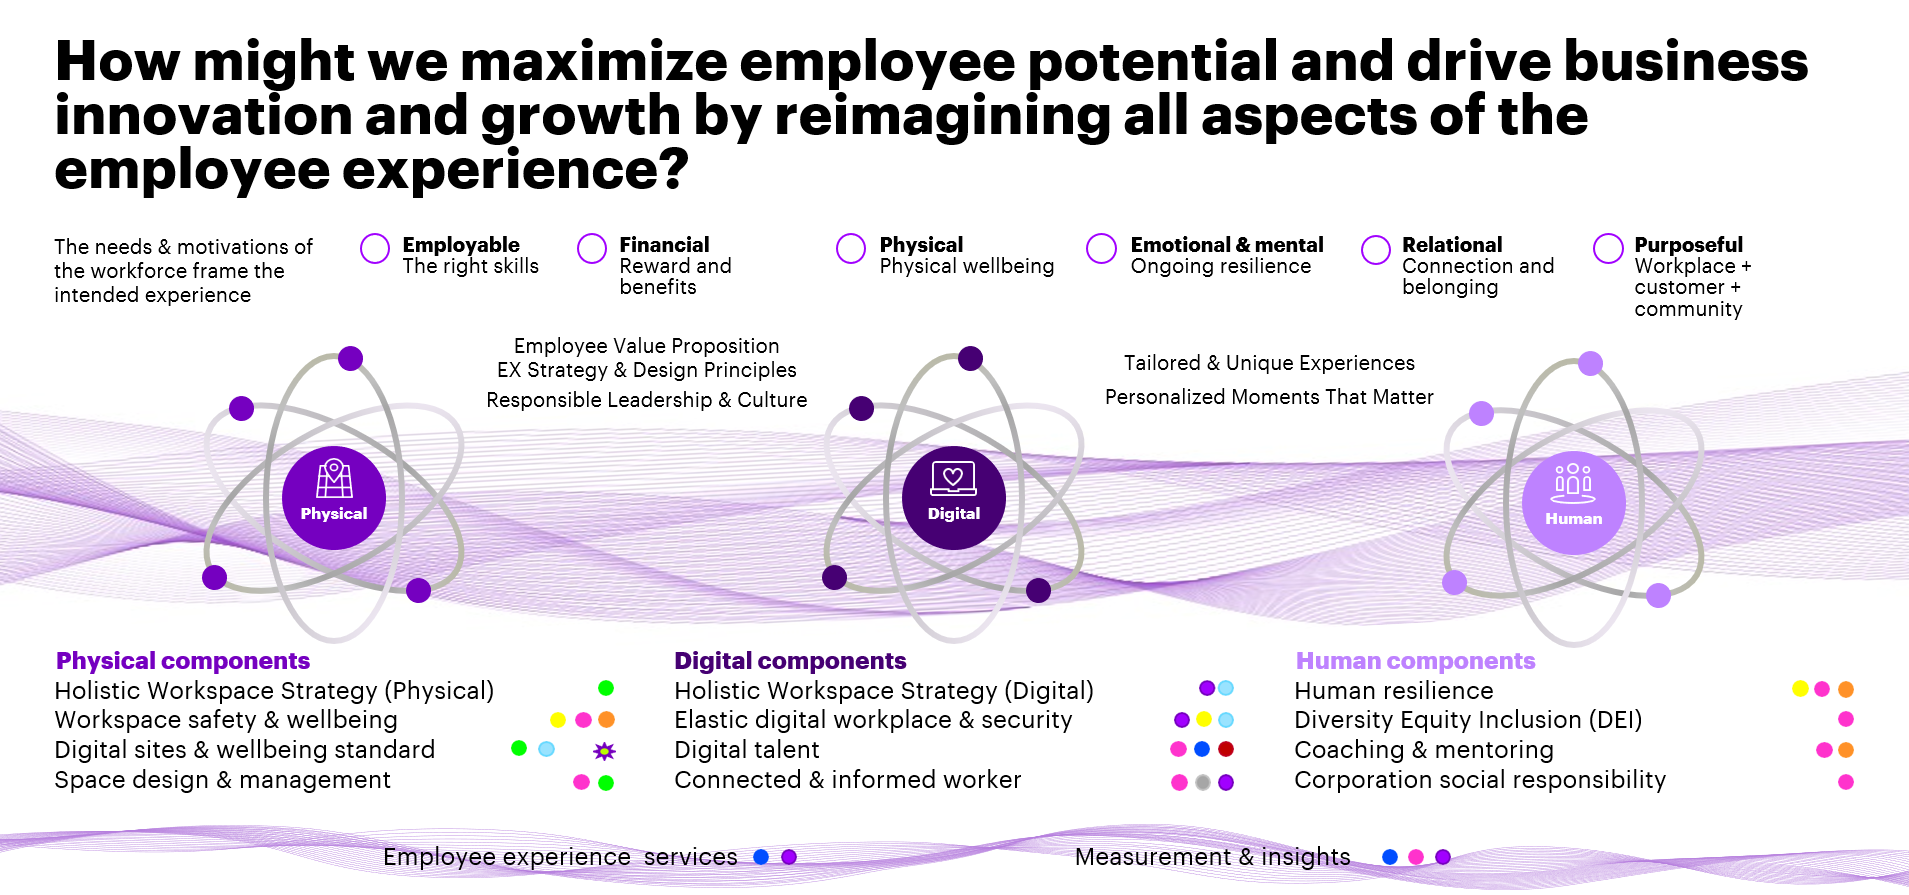 How might we maximize employee potential and drive business
innovation and growth by reimagining all aspects of the
employee experience?
The needs & motivations of
the workforce frame the
intended experience
Employable
The right skills
Financial
Reward and
benefits
Physical
Physical wellbeing
Emotional & mental
Ongoing resilience
Relational
Connection and
belonging
Purposeful
Workplace +
customer +
community
Employee Value Proposition
EX Strategy & Design Principles
Responsible Leadership & Culture
Tailored & Unique Experiences
Personalized Moments That Matter
Physical
Digital
Human
Physical components
Holistic Workspace Strategy (Physical)
Workspace safety & wellbeing
Digital sites & wellbeing standard
Space design & management
Digital components
Holistic Workspace Strategy (Digital)
Elastic digital workplace & security
Digital talent
Connected & informed worker
Human components
Human resilience
Diversity Equity Inclusion (DEI)
Coaching & mentoring
Corporation social responsibility
Employee experience services
Measurement & insights